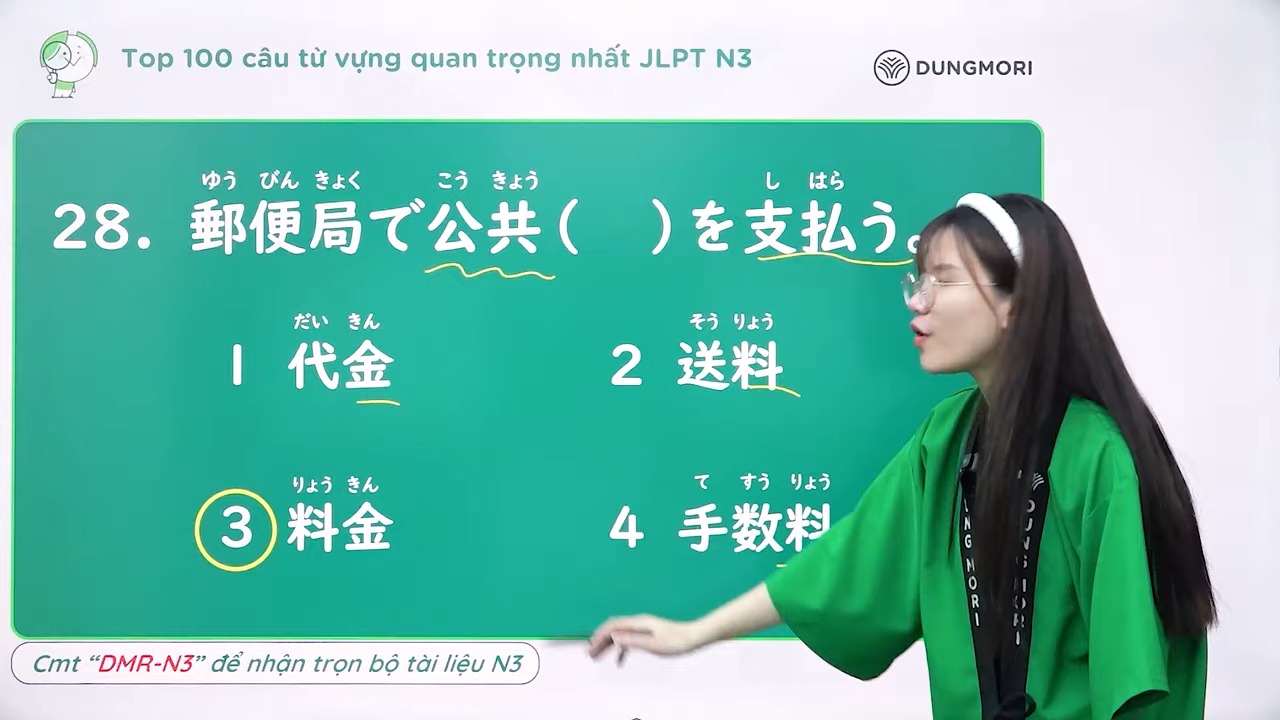 Top 100 câu từ vựng quan trọng nhất JLPT N3
DUNGMORI
ゆう びん きょく こう きょう し はら
28. 郵便局で公共( )を支払う。
だい きん そう りょう
1 代金 2 送料
りょう きん て すう りょう
3 料金 4 手数料
Cmt “DMR-N3” để nhận trọn bộ tài liệu N3
DUNGMORI